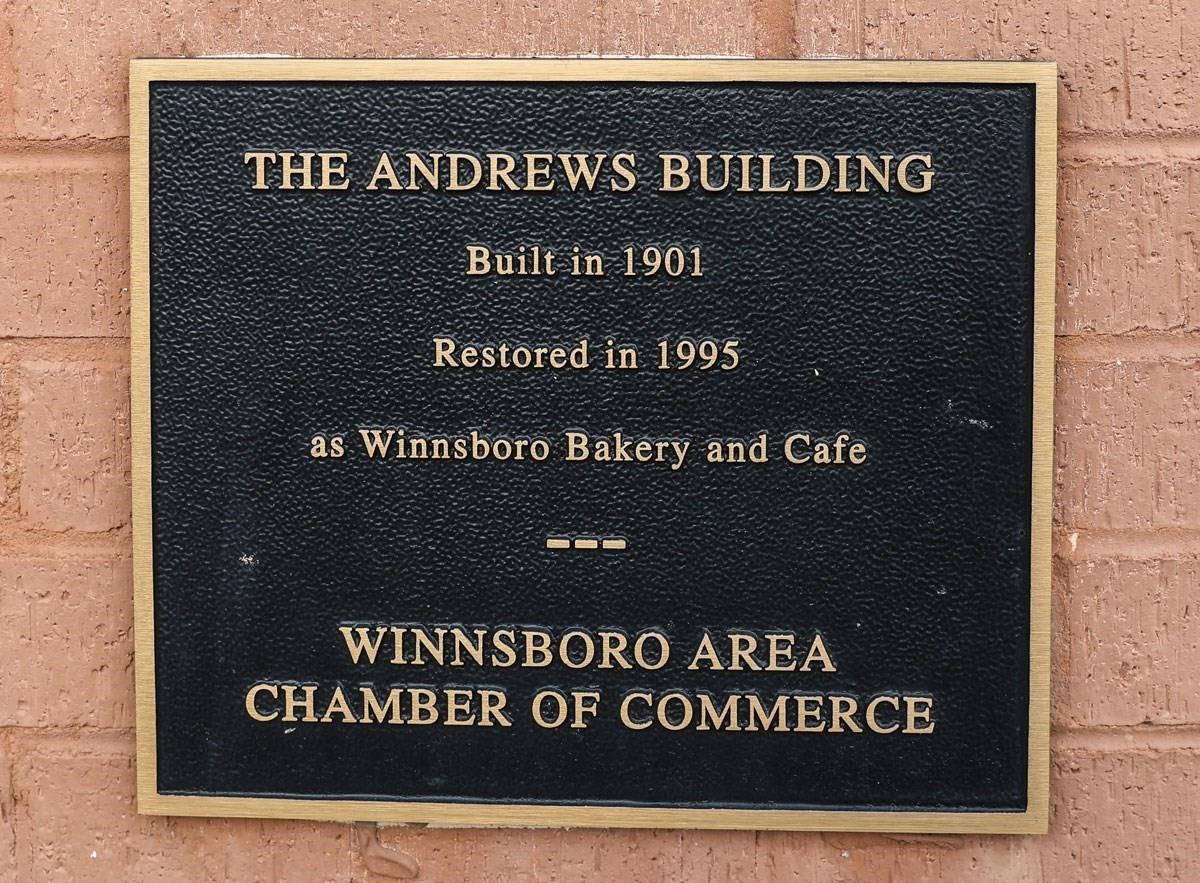 THE ANDREWS BUILDING
Built in 1901
Restored in 1995
as Winnsboro Bakery and Cafe
---
WINNSBORO AREA
CHAMBER OF COMMERCE